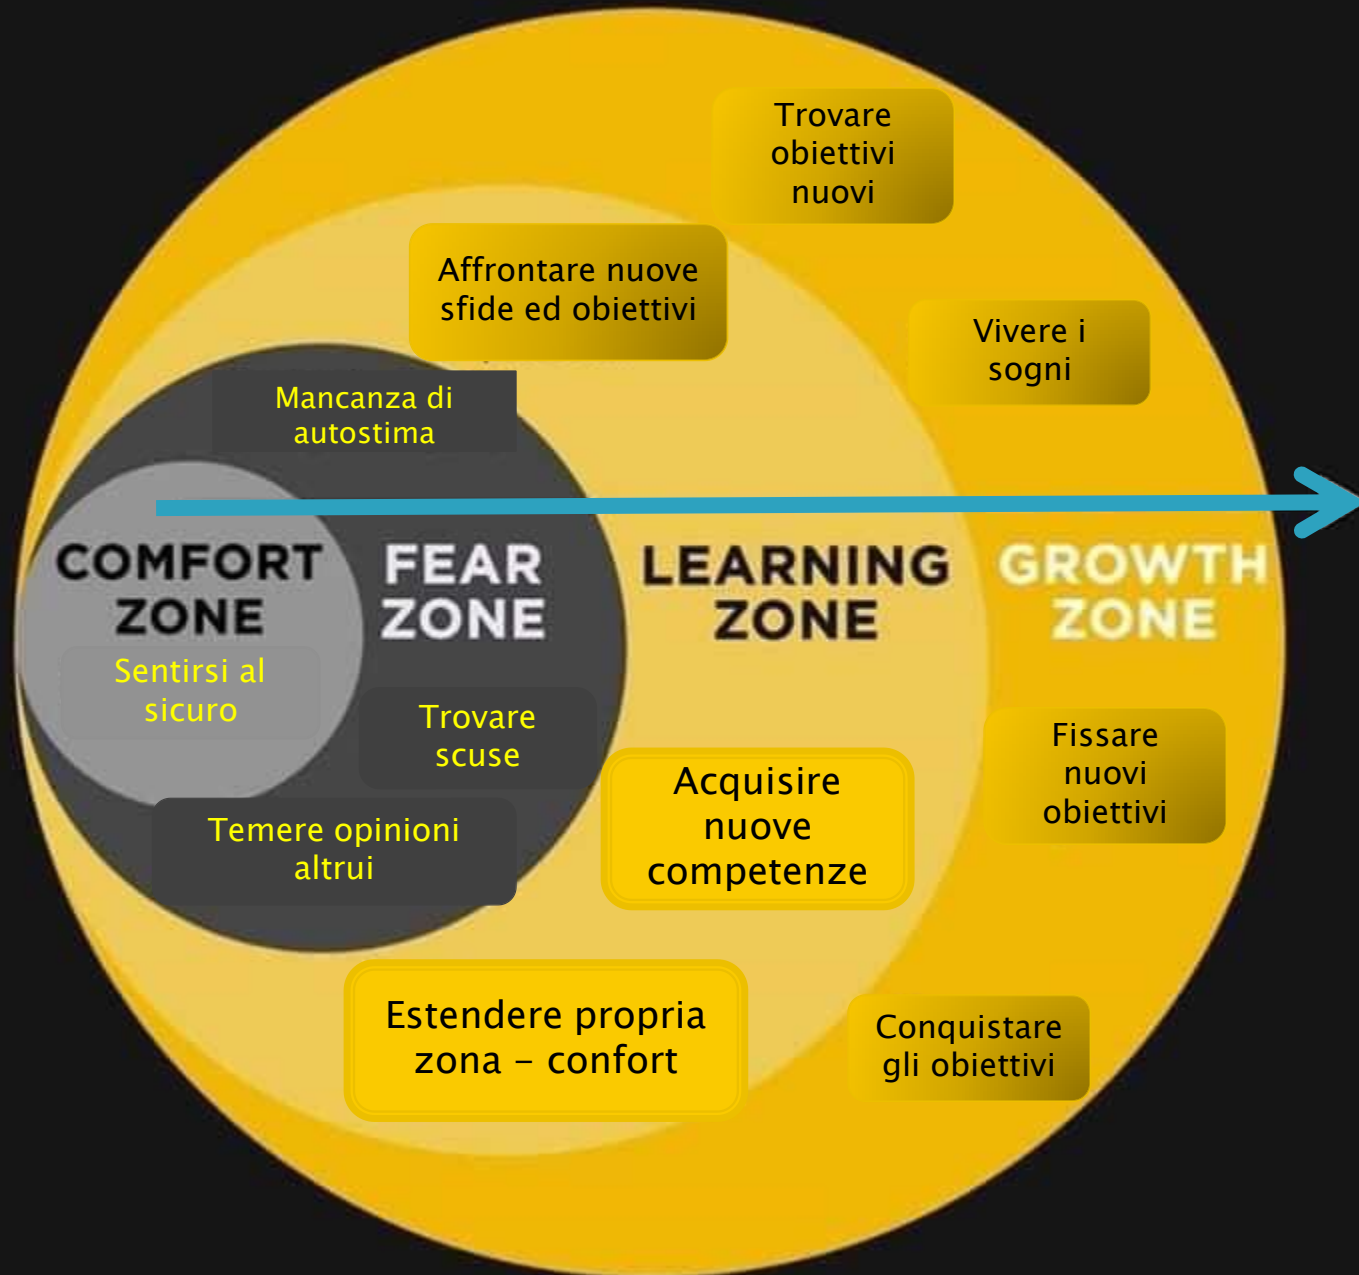 Trovare
obiettivi
nuovi
Affrontare nuove
sfide ed obiettivi
Vivere i
sogni
Mancanza di
autostima
COMFORT
ZONE
FEAR
ZONE
LEARNING
ZONE
GROWTH
ZONE
Sentirsi al
sicuro
Trovare
scuse
Fissare
nuovi
obiettivi
Acquisire
nuove
competenze
Temere opinioni
altrui
Estendere propria
zona – confort
Conquistare
gli obiettivi